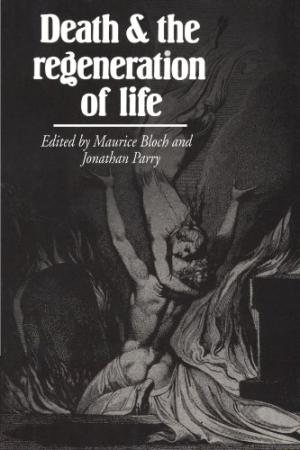 Death & the
regeneration
of life
Edited by Maurice Bloch and
Jonathan Parry